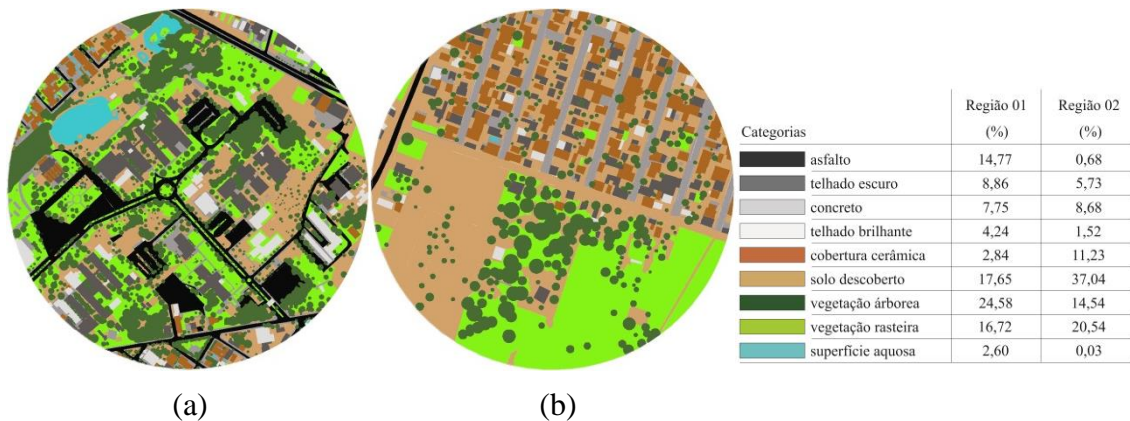 Região 01 Região 02
Categorias (%) (%)
asfalto 14,77 0,68
telhado escuro 8,86 5,73
concreto 7,75 8,68
telhado brilhante 4,24 1,52
cobertura cerâmica 2,84 11,23
solo descoberto 17,65 37,04
vegetação árborea 24,58 14,54
vegetação rasteira 16,72 20,54
superfície aquosa 2,60 0,03
(a) (b)